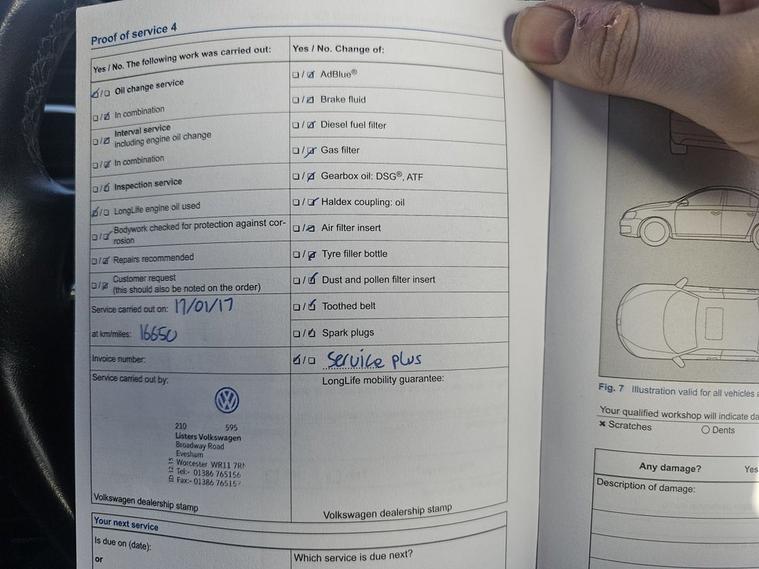 Proof of service 4
Yes / No. The following work was carried out:
Oil change service
In combination
Interval service
including engine oil change
In combination
Inspection service
LongLife engine oil used
Bodywork checked for protection against cor-
rosion
Repairs recommended
Customer request
(this should also be noted on the order)
Service carried out on: 17/01/17
at km/miles: 16650
Invoice number:
Service carried out by:
210 595
Listers Volkswagen
Broadway Road
Evesham
Worcester WR11 7R
Tel:- 01386 765156
Fax:- 01386 76515
Volkswagen dealership stamp
Yes / No. Change of:
AdBlue®
Brake fluid
Diesel fuel filter
Gas filter
Gearbox oil: DSG®, ATF
Haldex coupling: oil
Air filter insert
Tyre filler bottle
Dust and pollen filter insert
Toothed belt
Spark plugs
Service plus
LongLife mobility guarantee:
Volkswagen dealership stamp
Your next service
Is due on (date):
or
Which service is due next?
Fig. 7 Illustration valid for all vehicles
Your qualified workshop will indicate da
Scratches
Dents
Any damage? Yes
Description of damage: